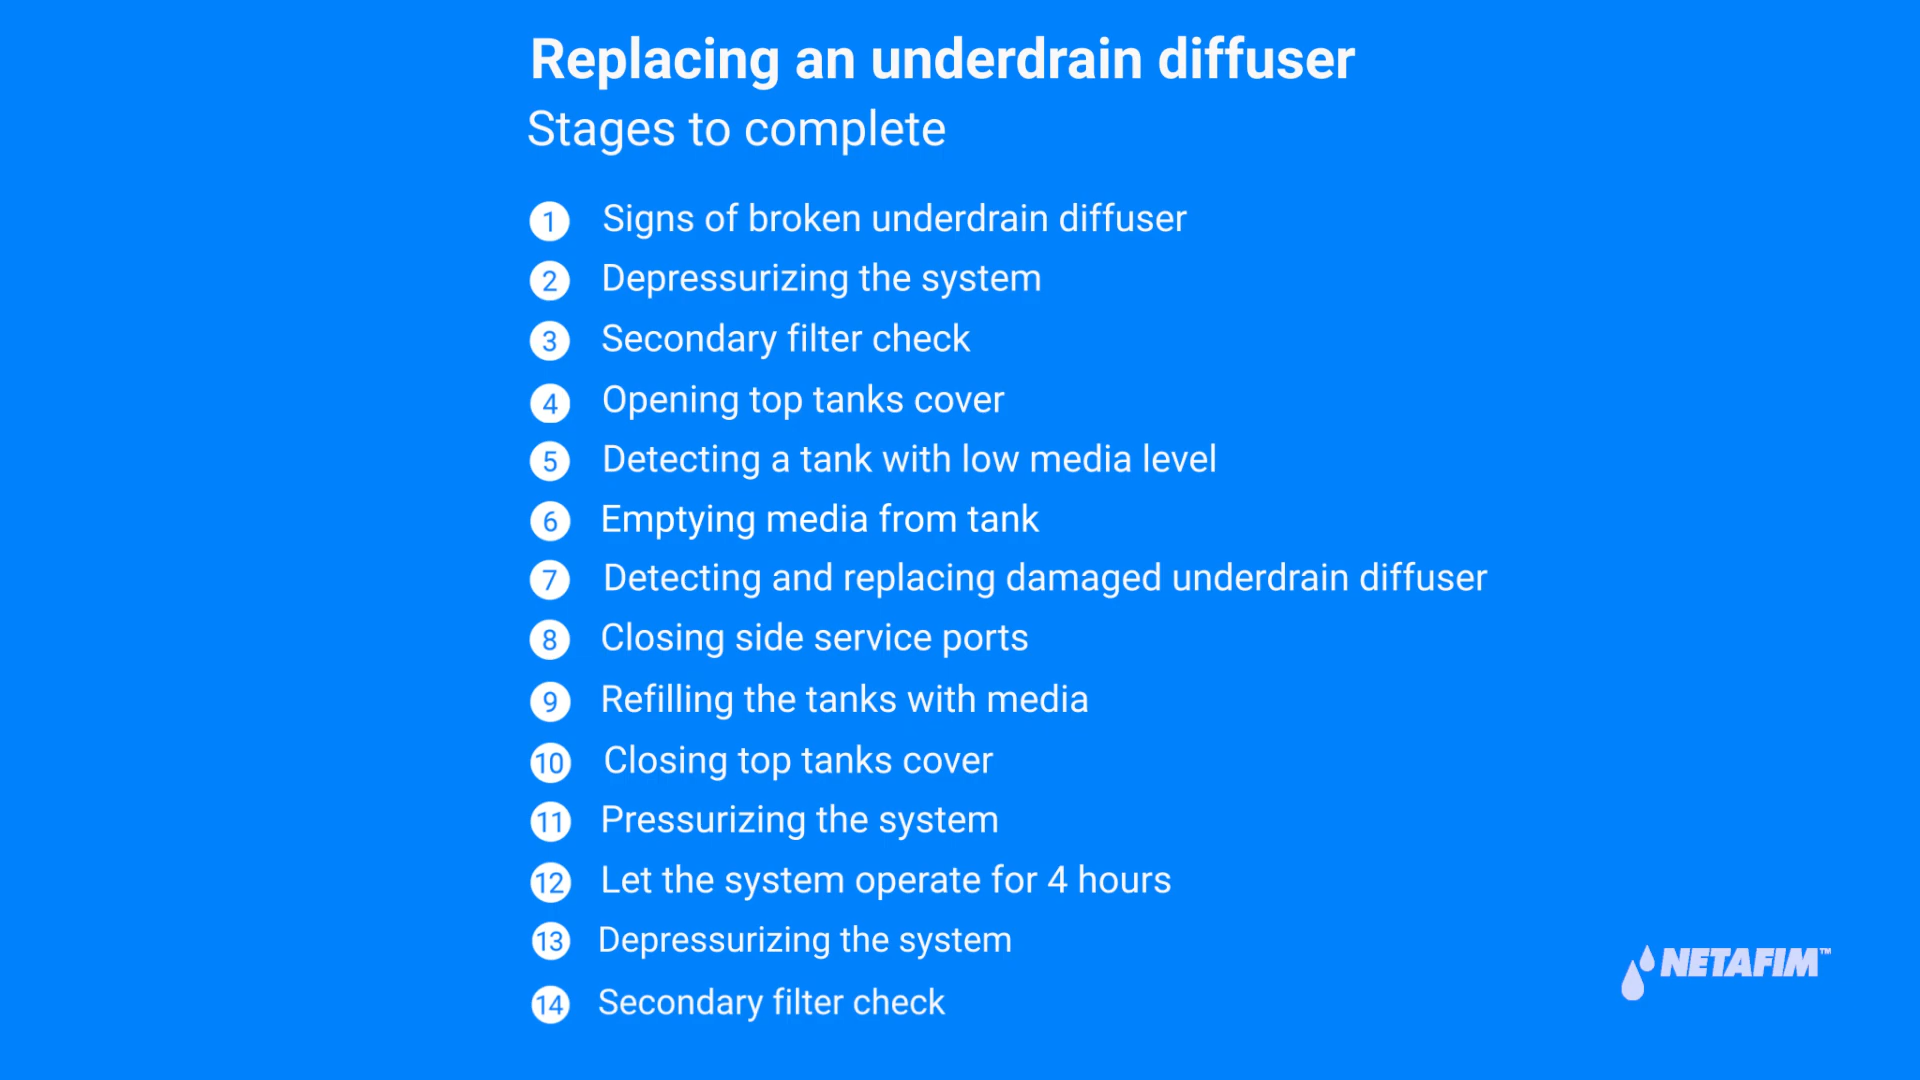 Replacing an underdrain diffuser
Stages to complete
1 Signs of broken underdrain diffuser
2 Depressurizing the system
3 Secondary filter check
4 Opening top tanks cover
5 Detecting a tank with low media level
6 Emptying media from tank
7 Detecting and replacing damaged underdrain diffuser
8 Closing side service ports
9 Refilling the tanks with media
10 Closing top tanks cover
11 Pressurizing the system
12 Let the system operate for 4 hours
13 Depressurizing the system
14 Secondary filter check
NETAFIM™